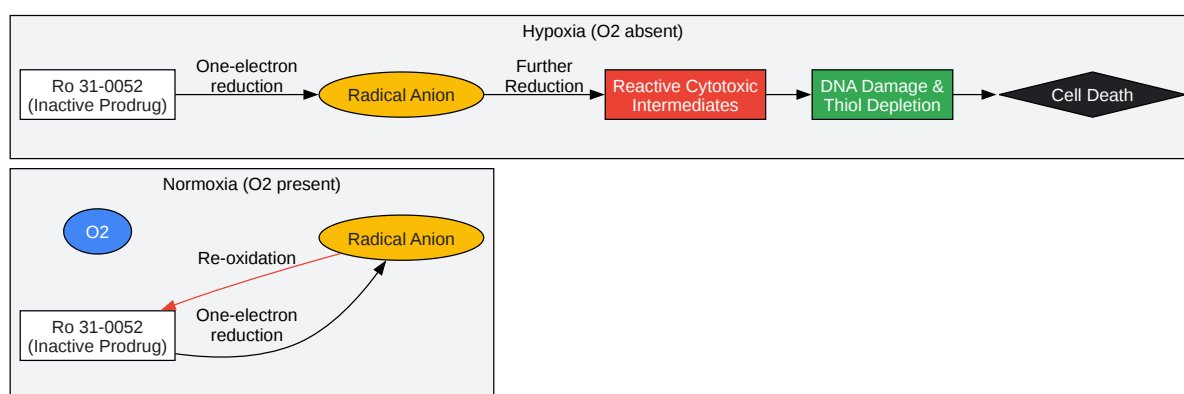 Hypoxia (O2 absent)
Ro 31-0052
(Inactive Prodrug)
One-electron
reduction
Radical Anion
Further
Reduction
Reactive Cytotoxic
Intermediates
DNA Damage &
Thiol Depletion
Cell Death
Normoxia (O2 present)
O2
Radical Anion
Re-oxidation
Ro 31-0052
(Inactive Prodrug)
One-electron
reduction